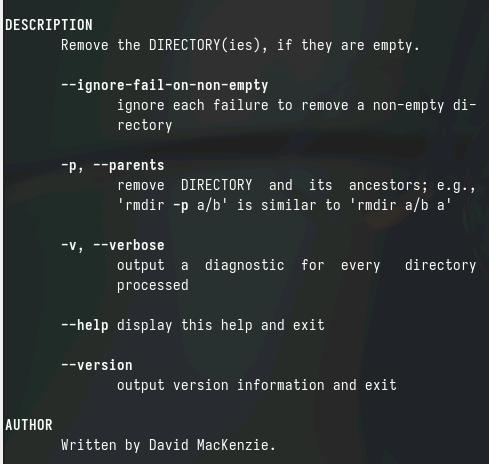 DESCRIPTION
Remove the DIRECTORY(ies), if they are empty.
--ignore-fail-on-non-empty
ignore each failure to remove a non-empty di-
rectory
-p, --parents
remove DIRECTORY and its ancestors; e.g.,
'rmdir -p a/b' is similar to 'rmdir a/b a'
-v, --verbose
output a diagnostic for every directory
processed
--help display this help and exit
--version
output version information and exit
AUTHOR
Written by David MacKenzie.